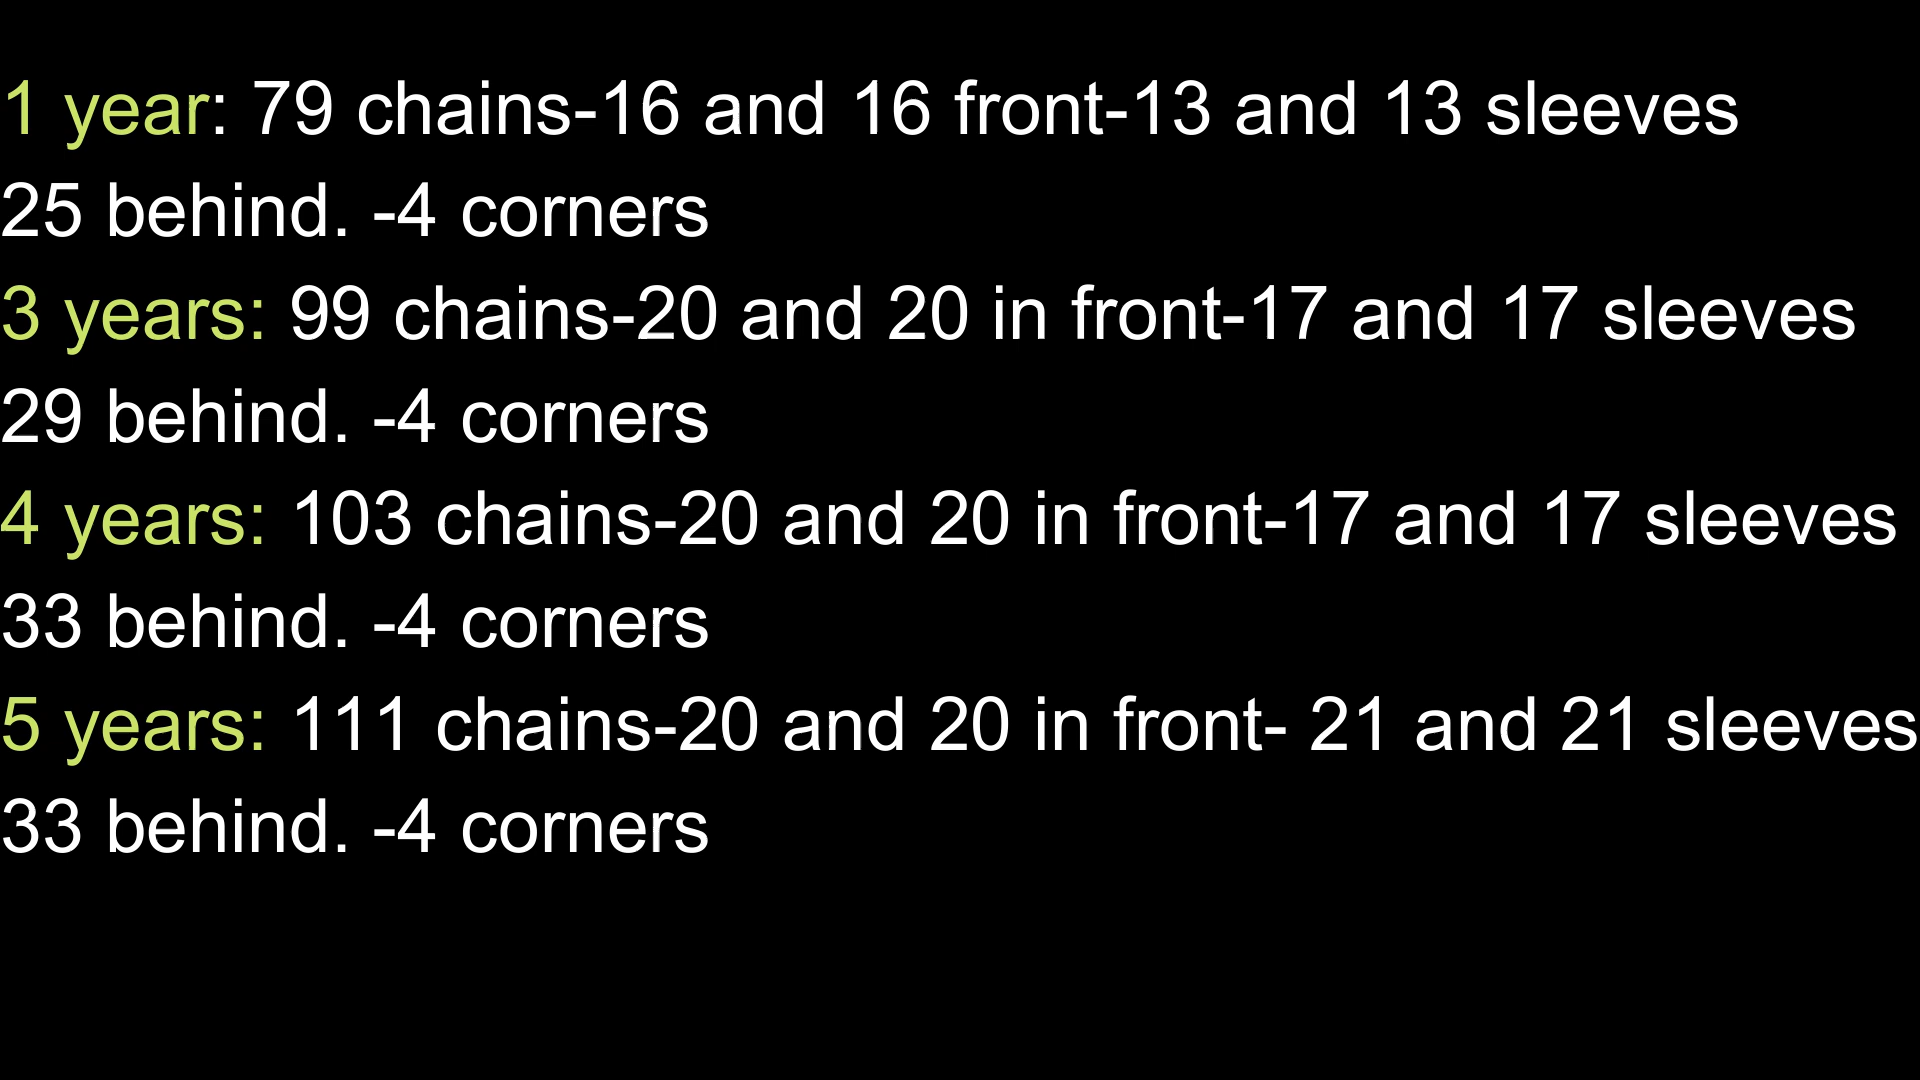 1 year: 79 chains-16 and 16 front-13 and 13 sleeves
25 behind. -4 corners
3 years: 99 chains-20 and 20 in front-17 and 17 sleeves
29 behind. -4 corners
4 years: 103 chains-20 and 20 in front-17 and 17 sleeves
33 behind. -4 corners
5 years: 111 chains-20 and 20 in front- 21 and 21 sleeves
33 behind. -4 corners